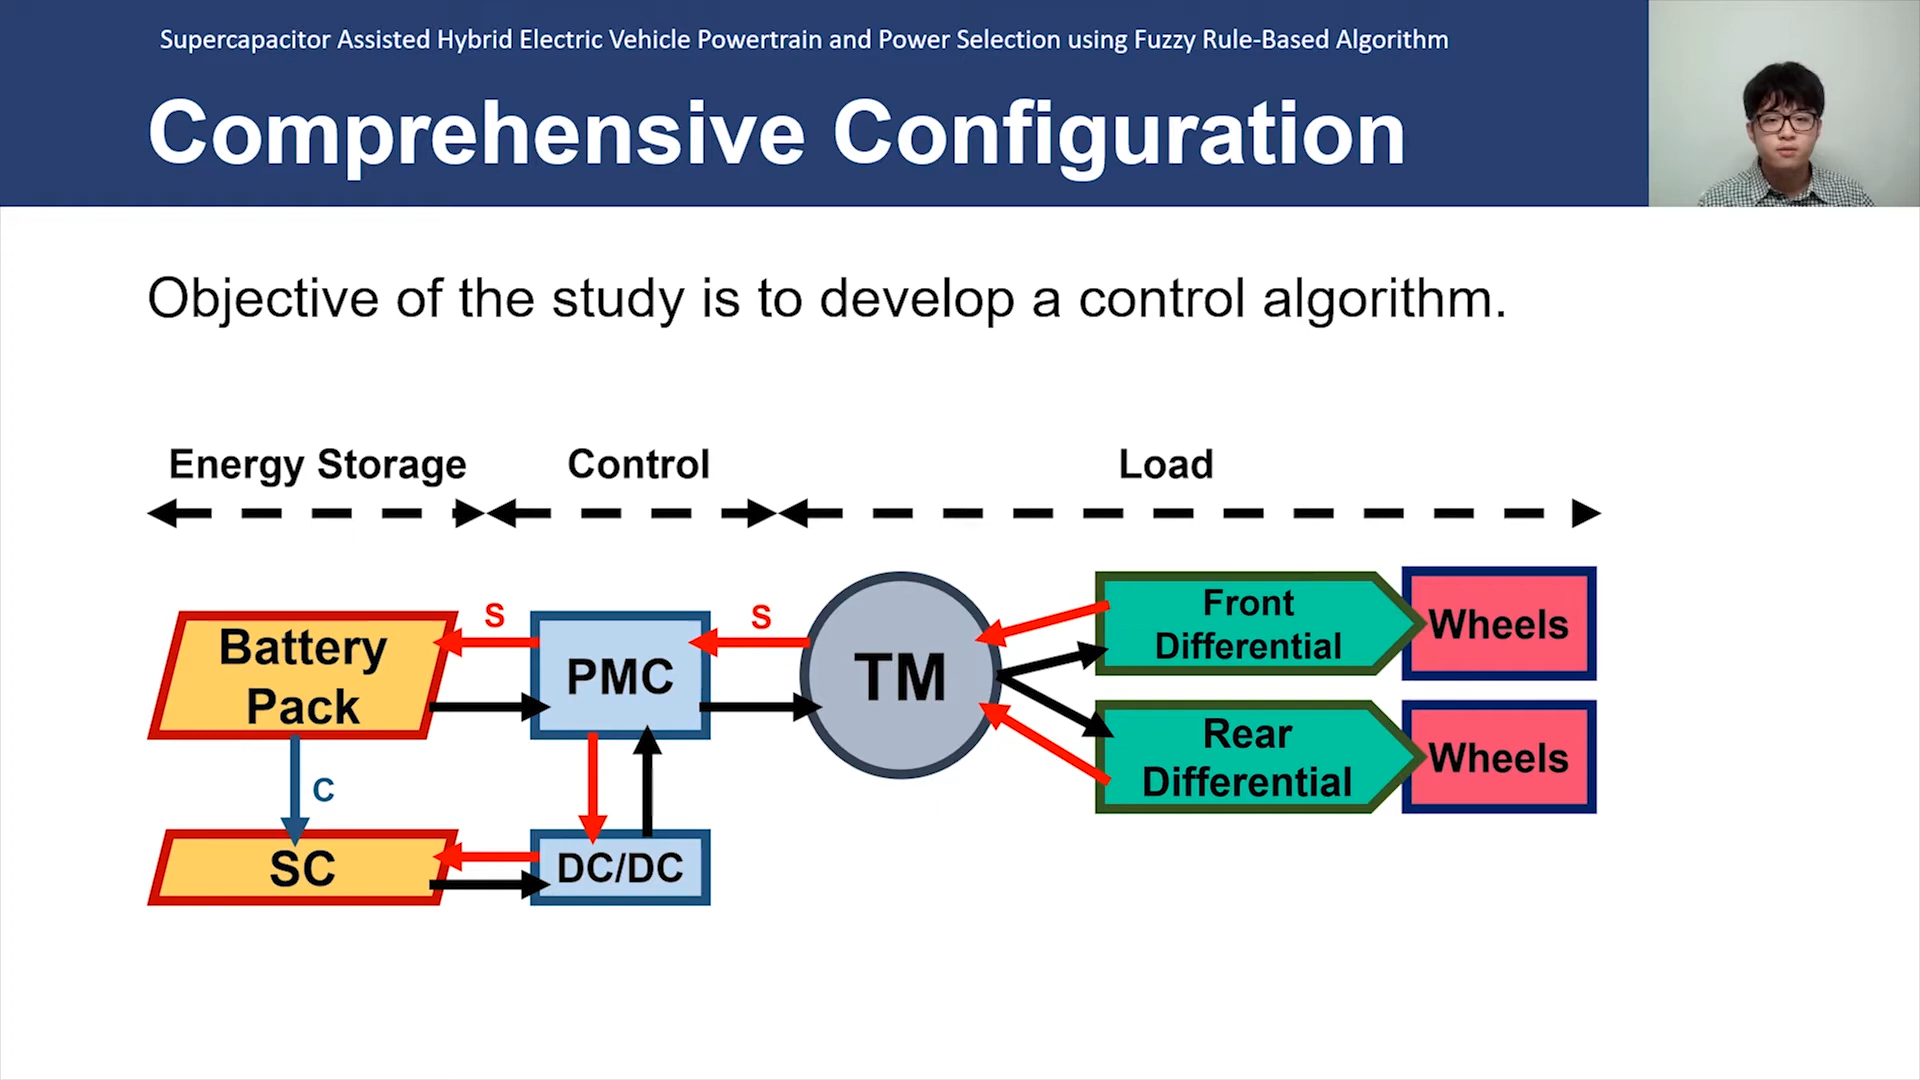 Supercapacitor Assisted Hybrid Electric Vehicle Powertrain and Power Selection using Fuzzy Rule-Based Algorithm
Comprehensive Configuration
Objective of the study is to develop a control algorithm.
Energy Storage
Control
Load
Battery
Pack
S
PMC
S
TM
Front
Differential
Wheels
Rear
Differential
Wheels
C
SC
DC/DC